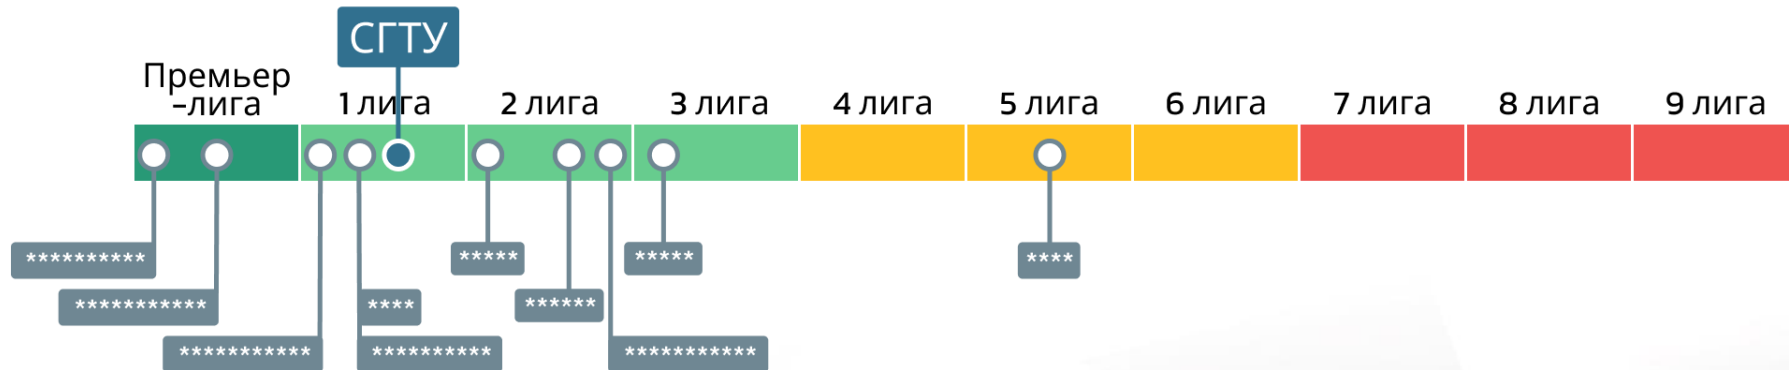 СГТУ
Премьер
-лига
1 лига
2 лига
3 лига
4 лига
5 лига
6 лига
7 лига
8 лига
9 лига
**********
***********
***********
****
**********
*****
******
***********
*****
****